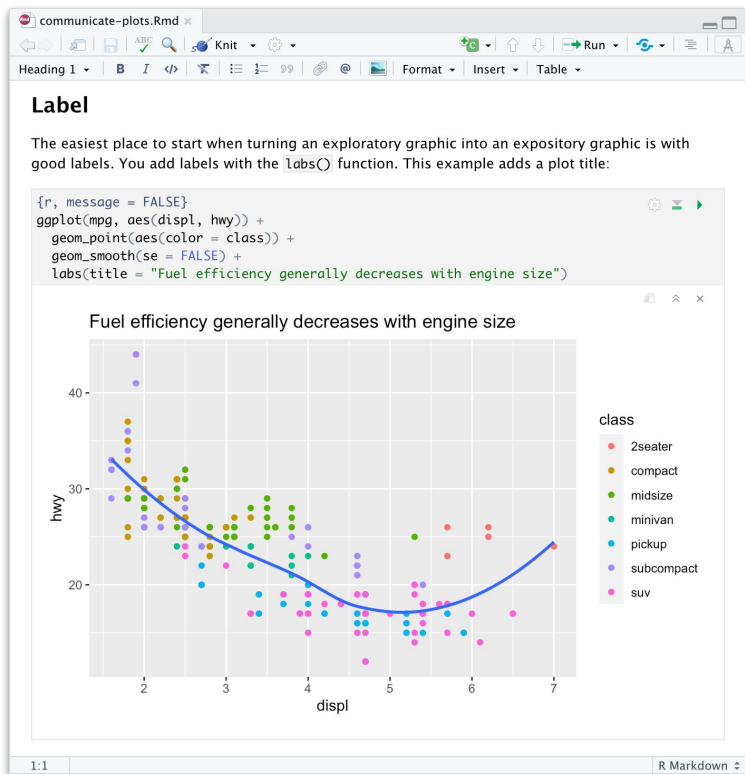 communicate-plots.Rmd ×
ABC Knit Run A
Heading 1 B I </> Format Insert Table
Label
The easiest place to start when turning an exploratory graphic into an expository graphic is with
good labels. You add labels with the labs() function. This example adds a plot title:
{r, message = FALSE}
ggplot(mpg, aes(displ, hwy)) +
geom_point(aes(color = class)) +
geom_smooth(se = FALSE) +
labs(title = "Fuel efficiency generally decreases with engine size")
Fuel efficiency generally decreases with engine size
40
30
20
hwy
2 3 4 5 6 7
displ
class
2seater
compact
midsize
minivan
pickup
subcompact
suv
1:1 R Markdown